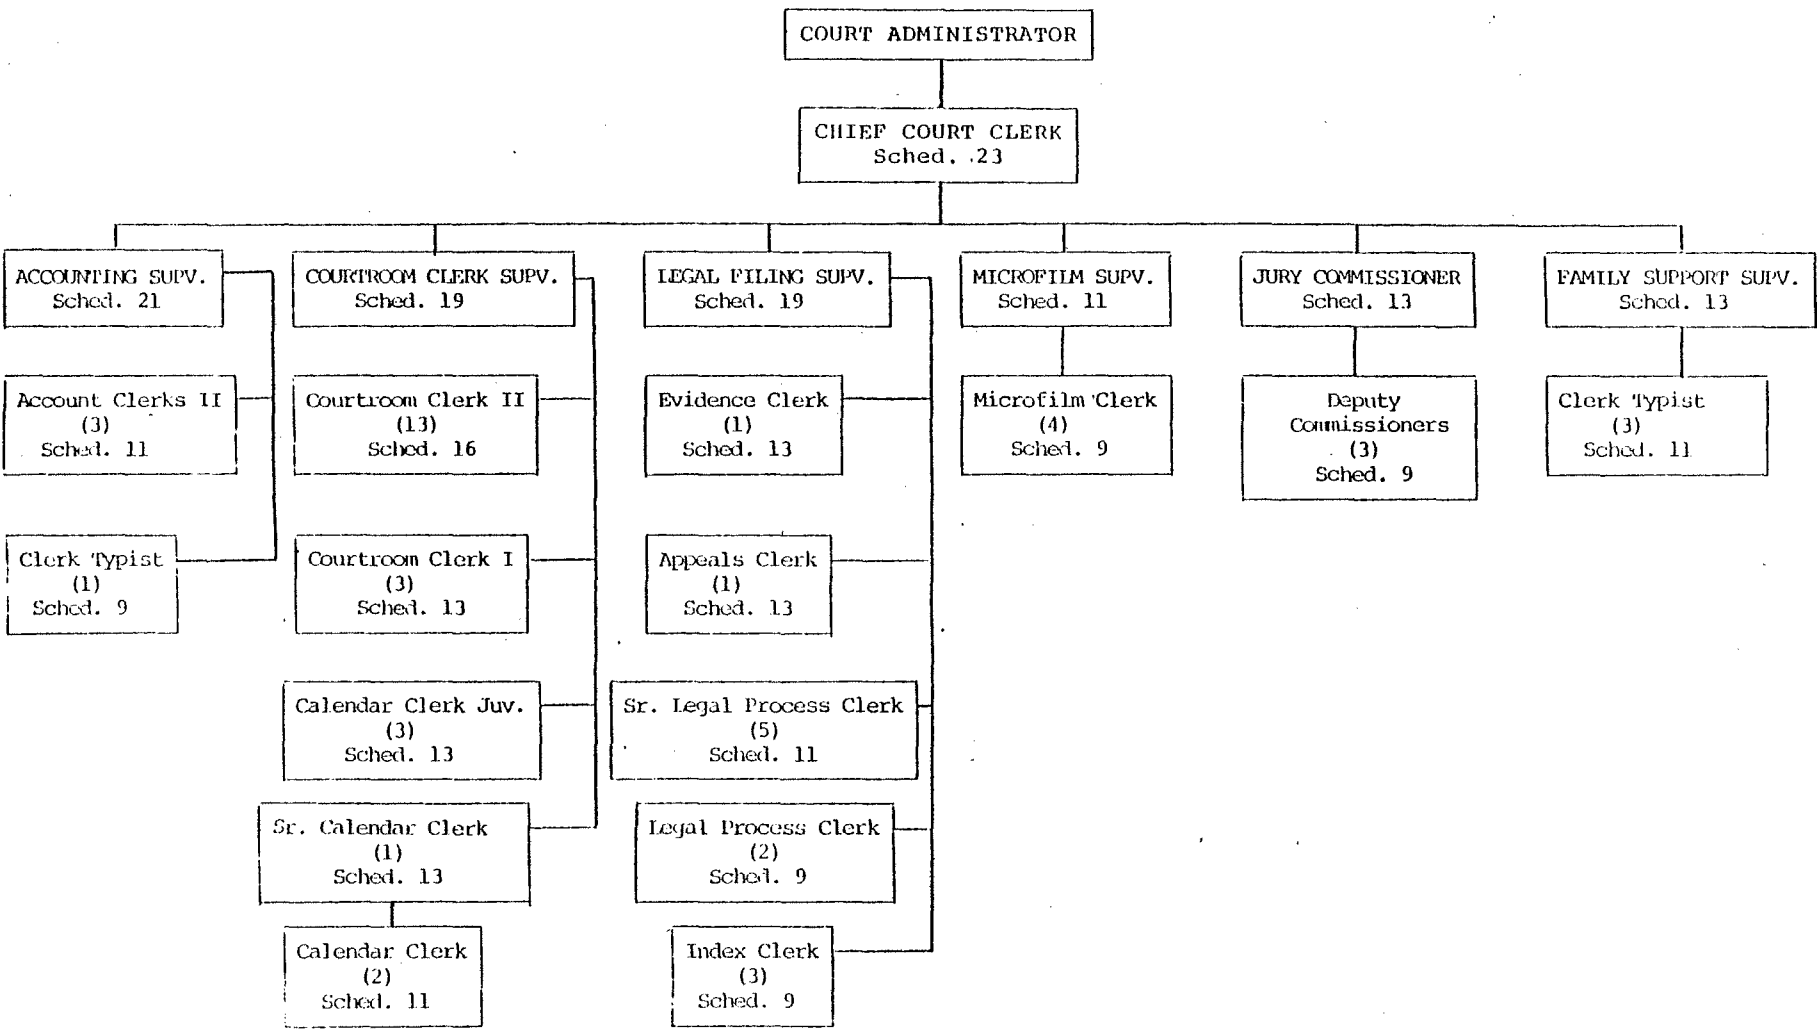 COURT ADMINISTRATOR
CHIEF COURT CLERK
Sched. 23
ACCOUNTING SUPV.
Sched. 21
COURTROOM CLERK SUPV.
Sched. 19
LEGAL FILING SUPV.
Sched. 19
MICROFILM SUPV.
Sched. 11
JURY COMMISSIONER
Sched. 13
FAMILY SUPPORT SUPV.
Sched. 13
Account Clerks II
(3)
Sched. 11
Courtroom Clerk II
(13)
Sched. 16
Evidence Clerk
(1)
Sched. 13
Microfilm Clerk
(4)
Sched. 9
Deputy
Commissioners
(3)
Sched. 9
Clerk Typist
(3)
Sched. 11
Clerk Typist
(1)
Sched. 9
Courtroom Clerk I
(3)
Sched. 13
Appeals Clerk
(1)
Sched. 13
Calendar Clerk Juv.
(3)
Sched. 13
Sr. Legal Process Clerk
(5)
Sched. 11
Sr. Calendar Clerk
(1)
Sched. 13
Legal Process Clerk
(2)
Sched. 9
Calendar Clerk
(2)
Sched. 11
Index Clerk
(3)
Sched. 9